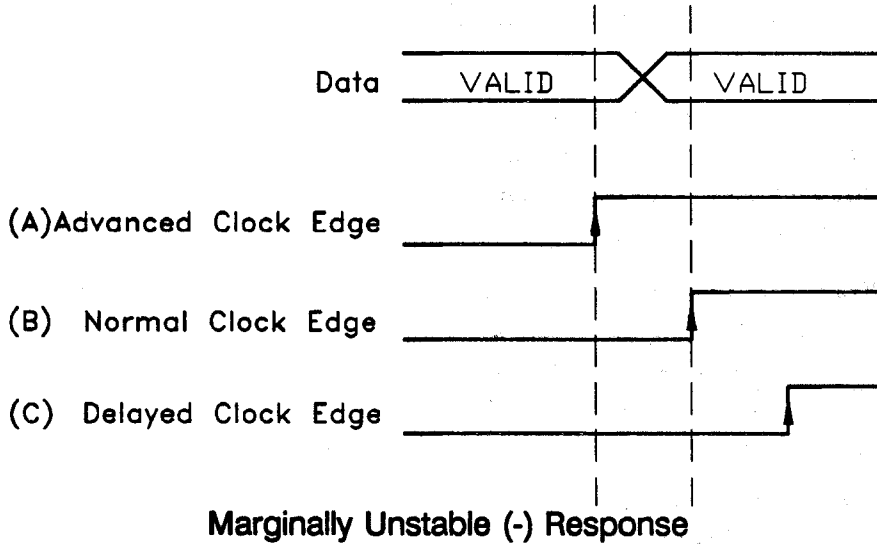 Data VALID VALID
(A)Advanced Clock Edge
(B) Normal Clock Edge
(C) Delayed Clock Edge
Marginally Unstable (-) Response